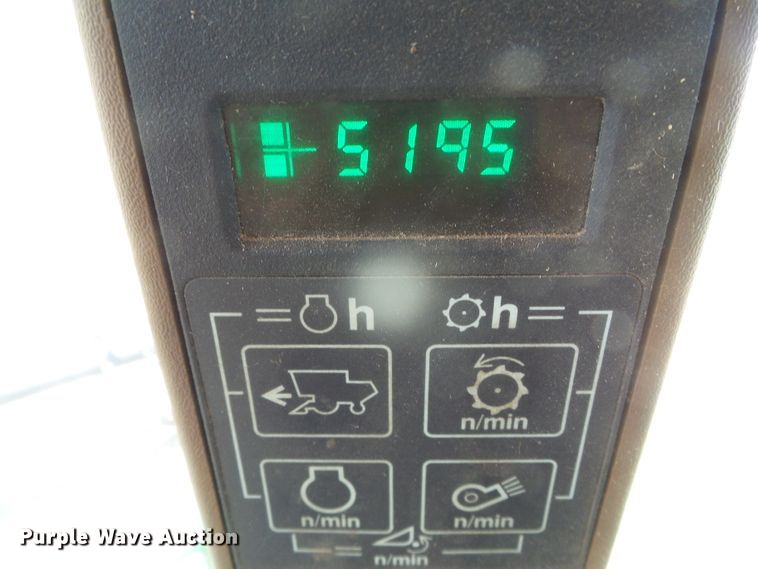 5195
= h h =
n/min
n/min n/min
= n/min
Purple Wave Auction